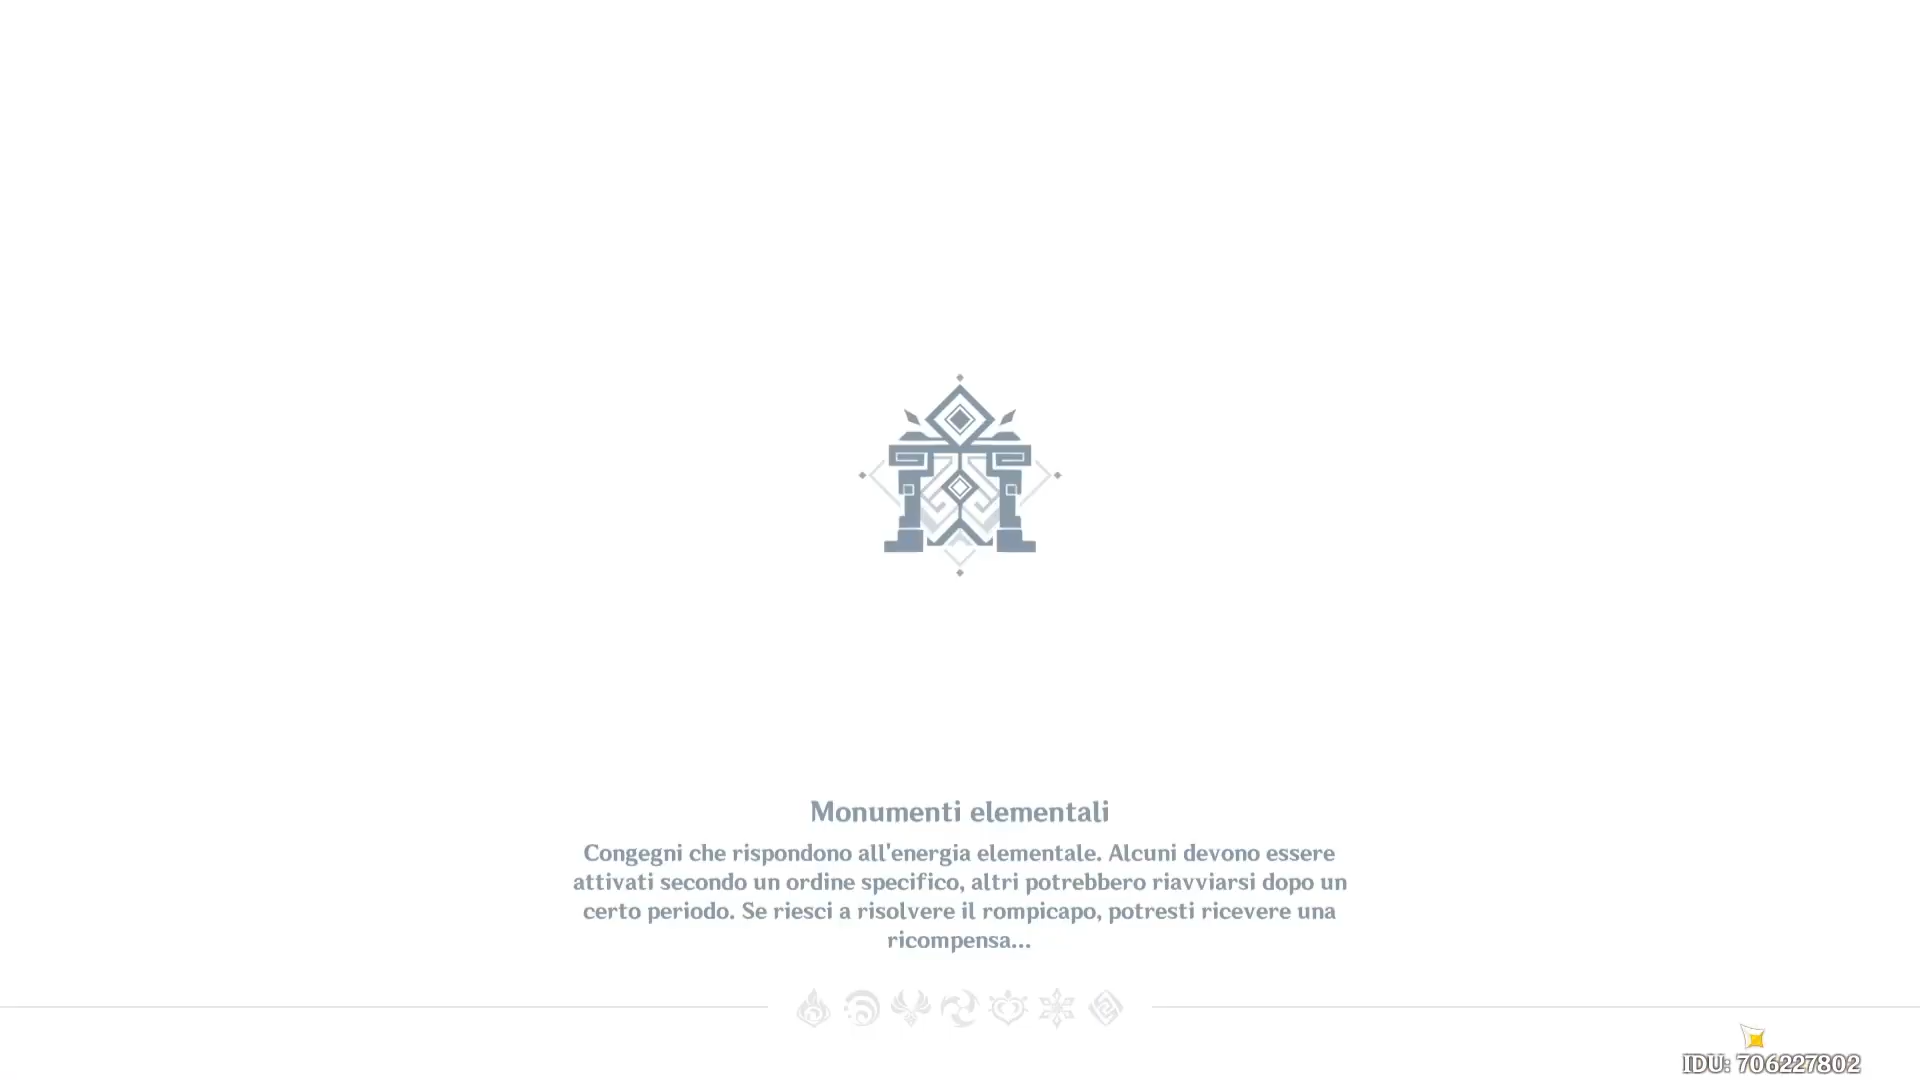 Monumenti elementali
Congegni che rispondono all'energia elementale. Alcuni devono essere
attivati secondo un ordine specifico, altri potrebbero riavviarsi dopo un
certo periodo. Se riesci a risolvere il rompicapo, potresti ricevere una
ricompensa...
IDU: 706227802